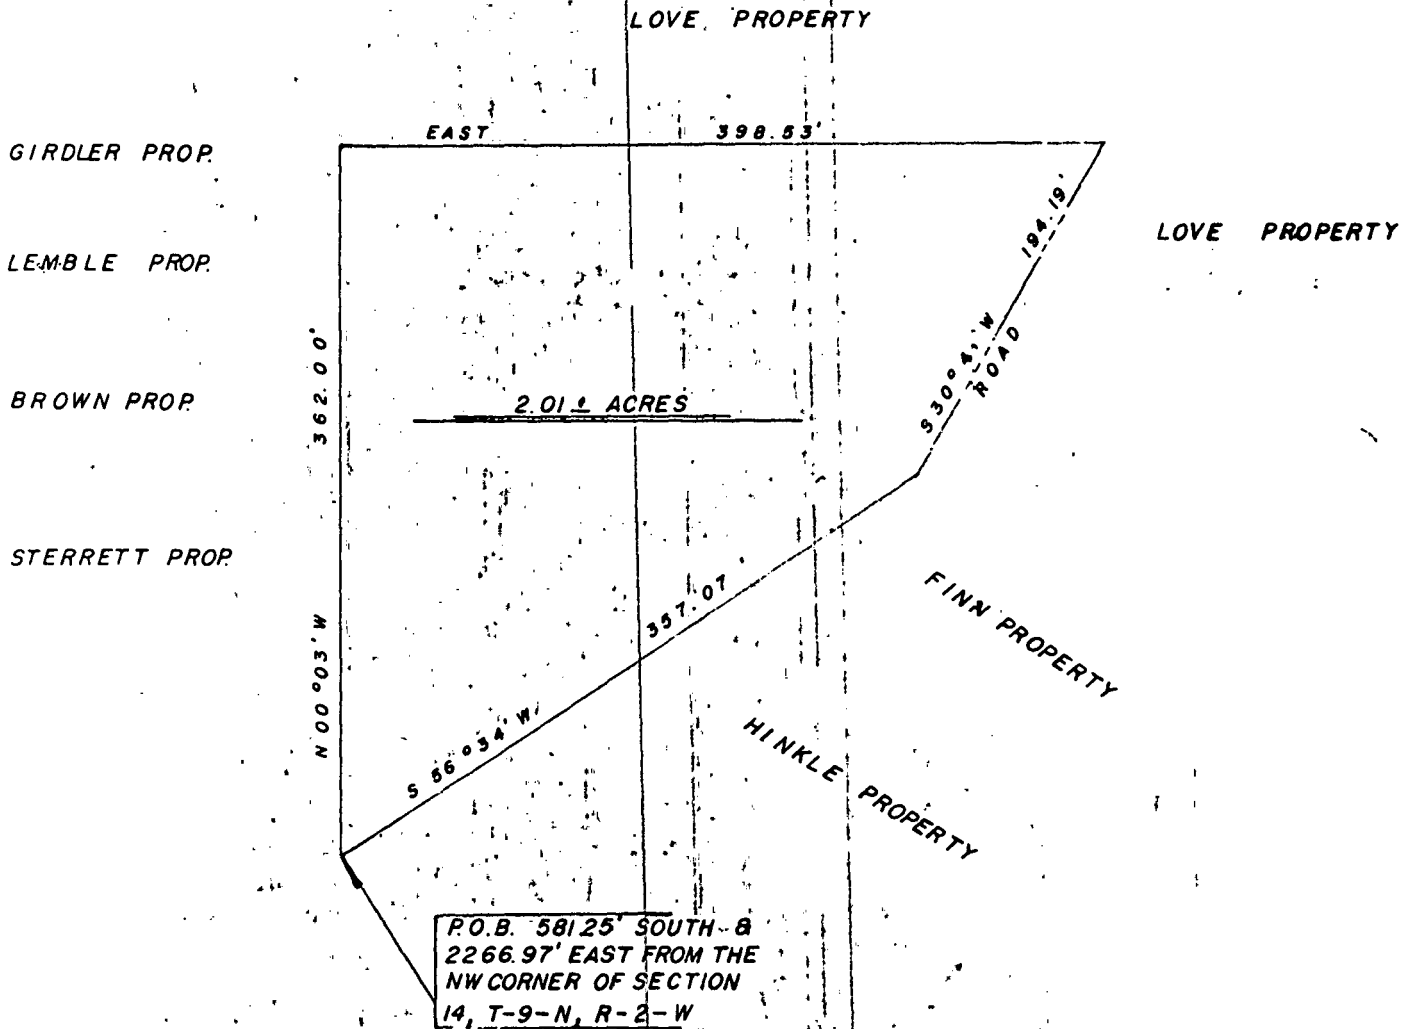 LOVE PROPERTY
EAST 398.53'
GIRDLER PROP.
194.19'
LOVE PROPERTY
LEMBLE PROP.
S 30° 4, ' W
ROAD
362.00'
BROWN PROP.
2.01 ± ACRES
STERRETT PROP.
357.07 '
FINN PROPERTY
N 00°03' W
S 56°34' W
HINKLE PROPERTY
P.O.B. 581.25' SOUTH &
2266.97' EAST FROM THE
NW CORNER OF SECTION
14, T-9-N, R-2-W